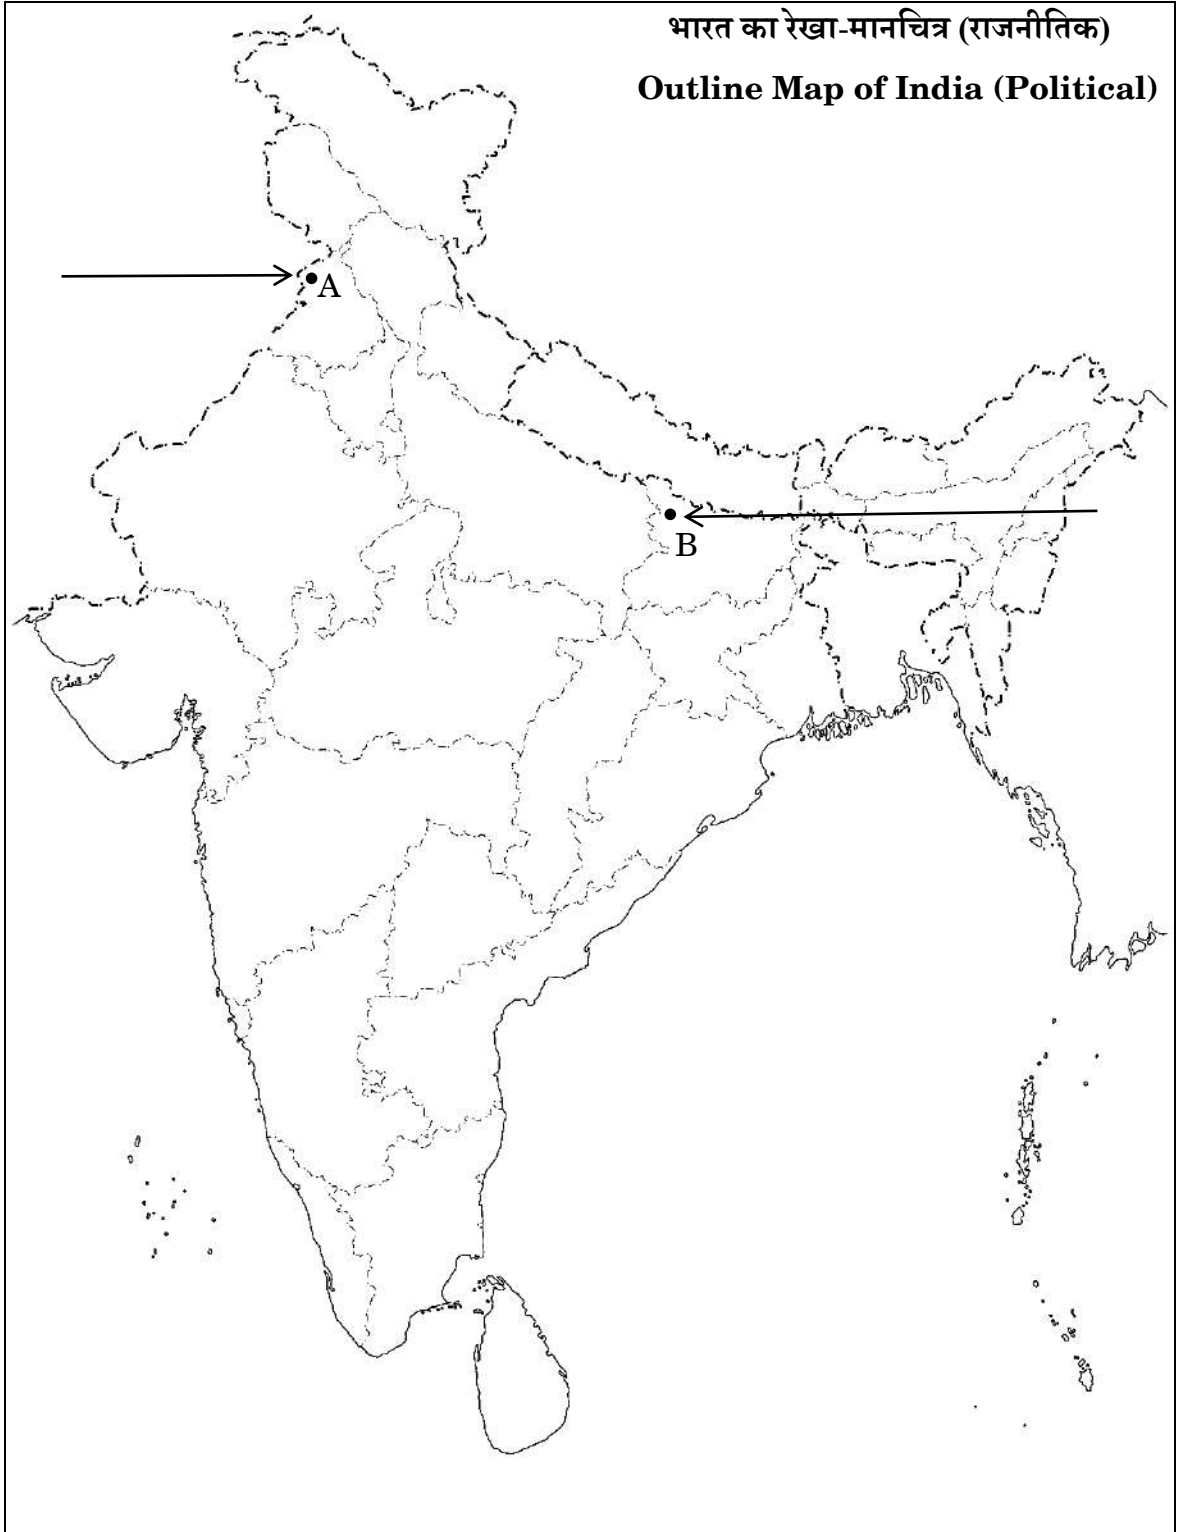 भारत का रेखा-मानचित्र (राजनीतिक)
Outline Map of India (Political)
A
B